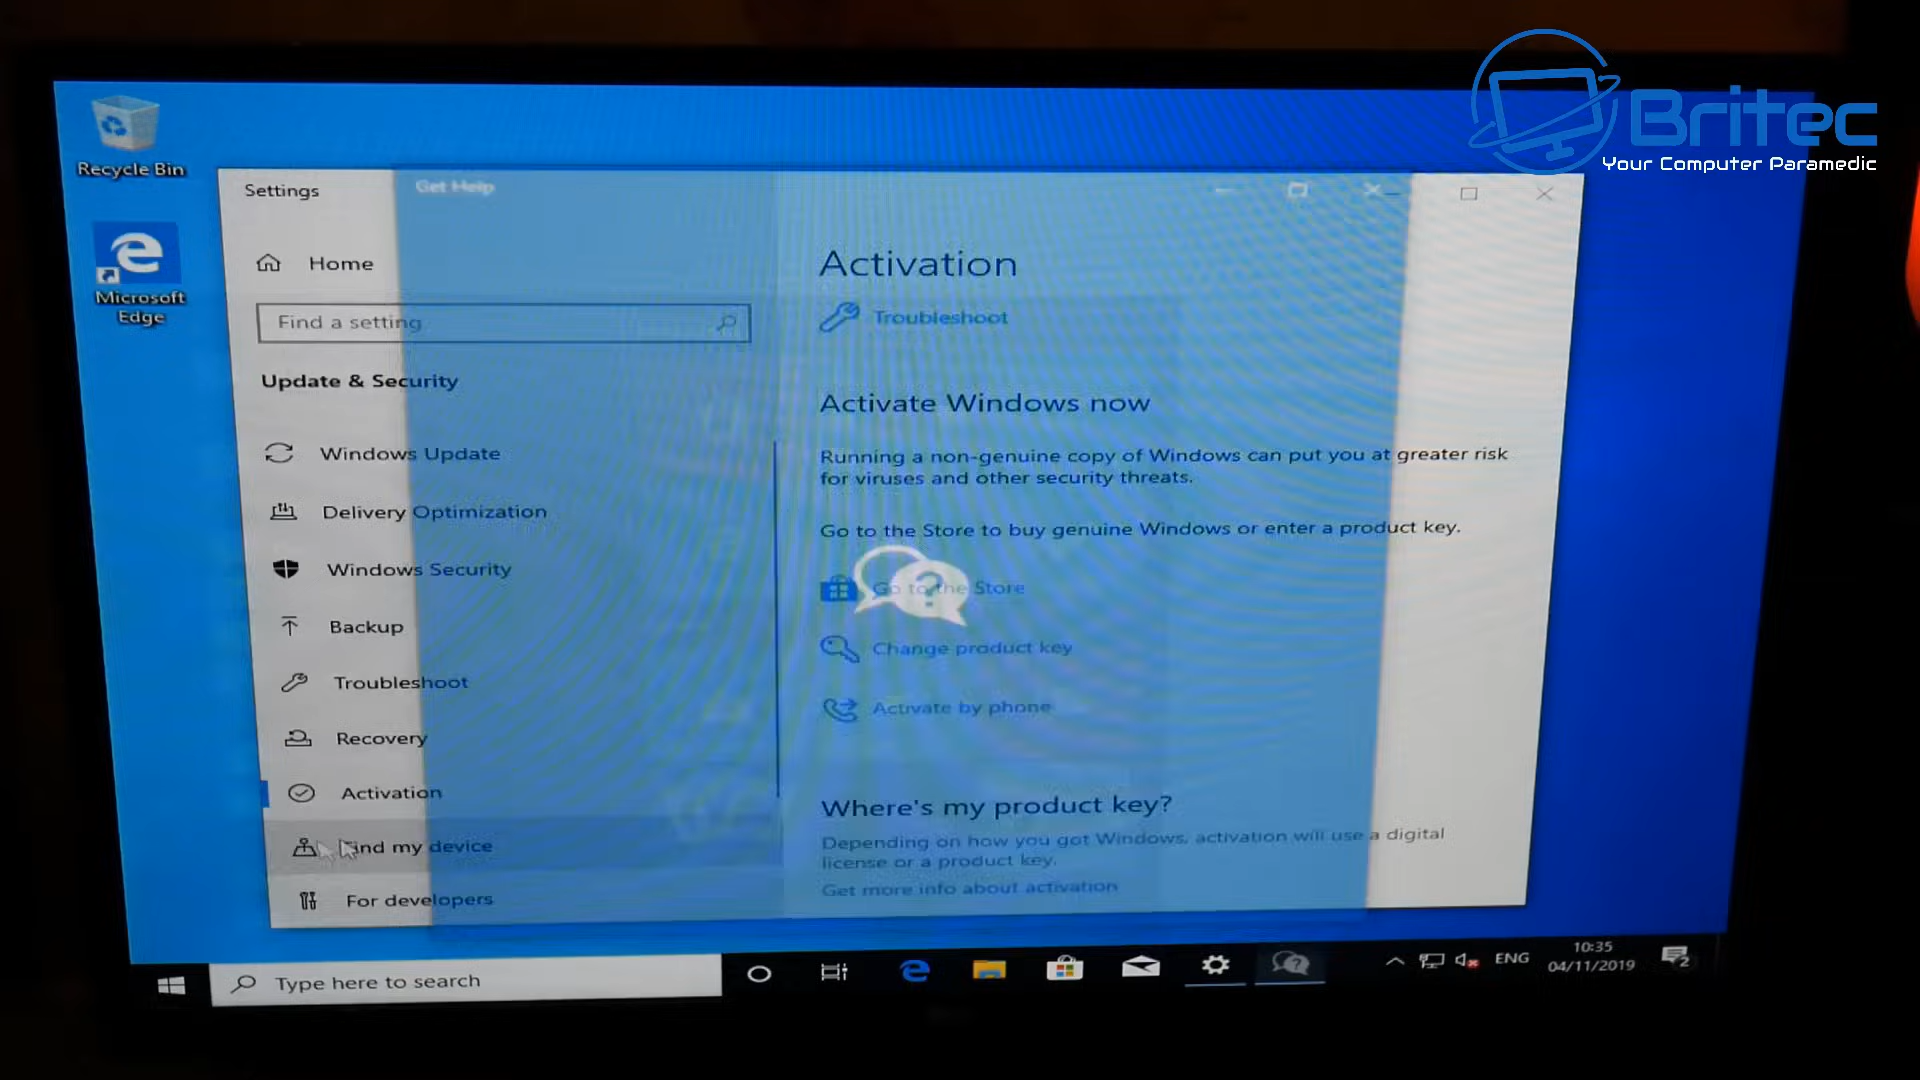 Britec
Your Computer Paramedic
Recycle Bin
Microsoft
Edge
Settings
Get Help
Home
Find a setting
Update & Security
Windows Update
Delivery Optimization
Windows Security
Backup
Troubleshoot
Recovery
Activation
Find my device
For developers
Activation
Troubleshoot
Activate Windows now
Running a non-genuine copy of Windows can put you at greater risk
for viruses and other security threats.
Go to the Store to buy genuine Windows or enter a product key.
Go to the Store
Change product key
Activate by phone
Where's my product key?
Depending on how you got Windows, activation will use a digital
license or a product key.
Get more info about activation
Type here to search
ENG
10:35
04/11/2019
2